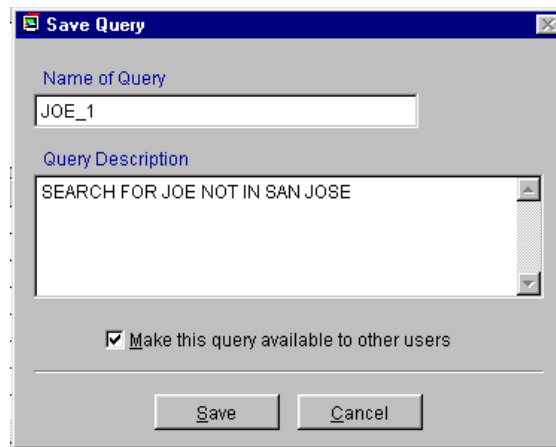 Save Query
Name of Query
JOE_1
Query Description
SEARCH FOR JOE NOT IN SAN JOSE
Make this query available to other users
Save Cancel